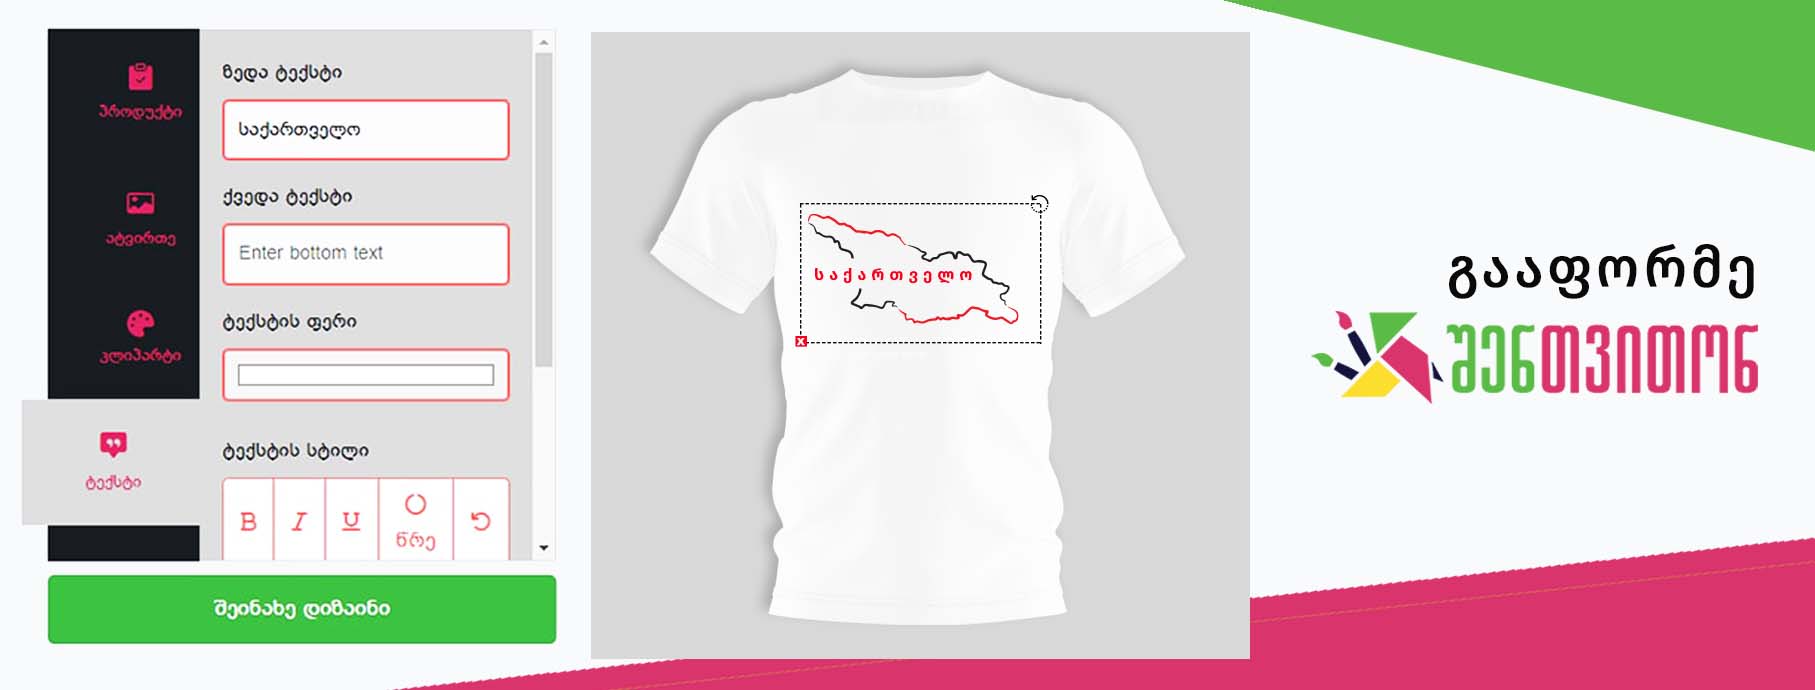 პროდუქტი
ატვირთე
კლიპარტი
ტექსტი
ზედა ტექსტი
საქართველო
ქვედა ტექსტი
Enter bottom text
ტექსტის ფერი
ტექსტის სტილი
B I U წრე
შეინახე დიზაინი
საქართველო
გააფორმე
შენთვითონ